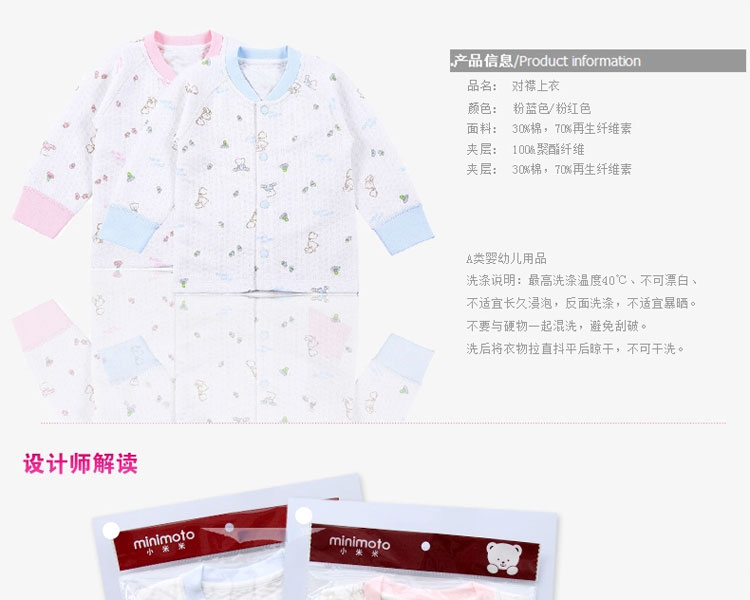 .产品信息/Product information
品名： 对襟上衣
颜色： 粉蓝色/粉红色
面料： 30%棉，70%再生纤维素
夹层： 100&聚酯纤维
夹层： 30%棉，70%再生纤维素
A类婴幼儿用品
洗涤说明：最高洗涤温度40℃、不可漂白、
不适宜长久浸泡，反面洗涤，不适宜暴晒。
不要与硬物一起混洗，避免刮破。
洗后将衣物拉直抖平后晾干，不可干洗。
设计师解读
minimoto
小米米
minimoto
小米米